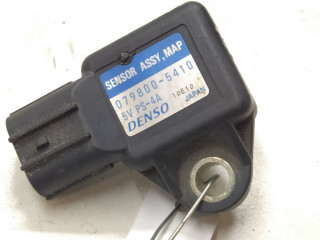 SENSOR ASSY,MAP
079800-5410
5V PS-4A 10E10
DENSO JAPAN